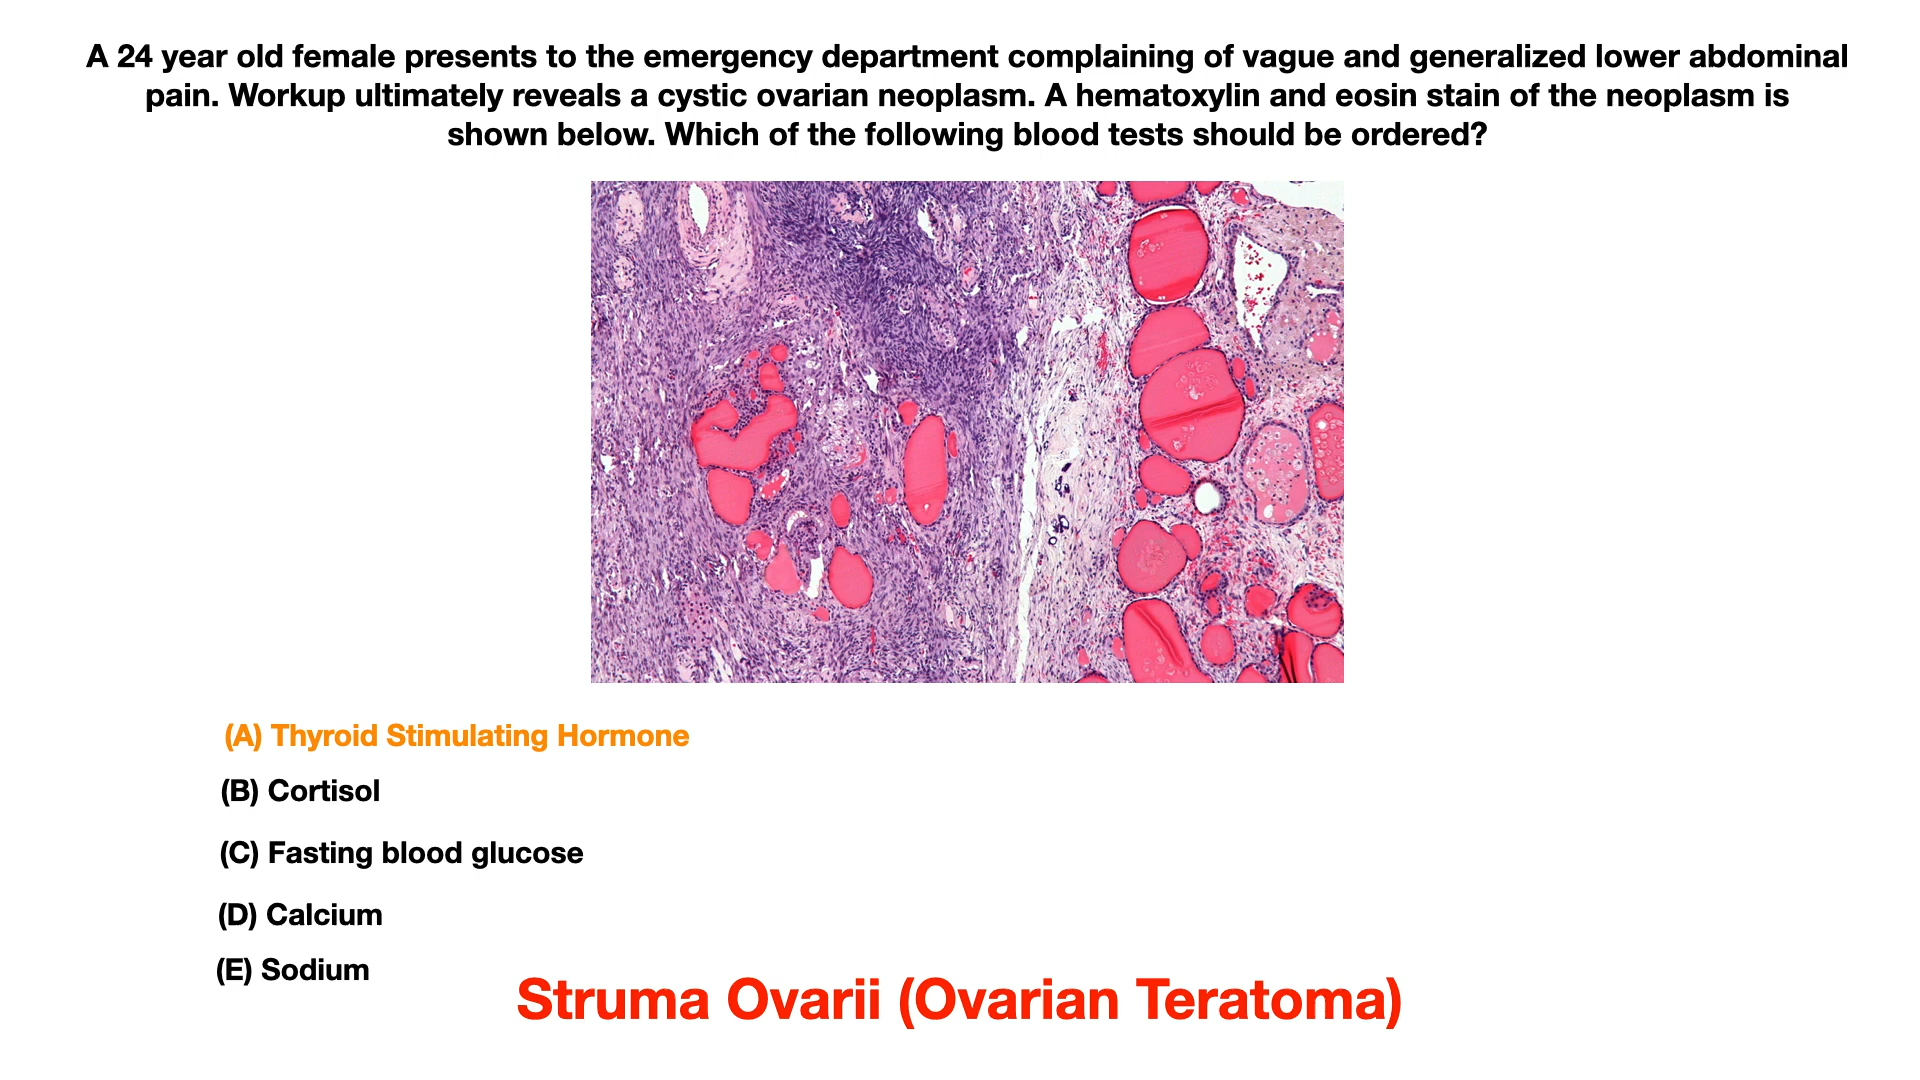 A 24 year old female presents to the emergency department complaining of vague and generalized lower abdominal
pain. Workup ultimately reveals a cystic ovarian neoplasm. A hematoxylin and eosin stain of the neoplasm is
shown below. Which of the following blood tests should be ordered?
(A) Thyroid Stimulating Hormone
(B) Cortisol
(C) Fasting blood glucose
(D) Calcium
(E) Sodium
Struma Ovarii (Ovarian Teratoma)